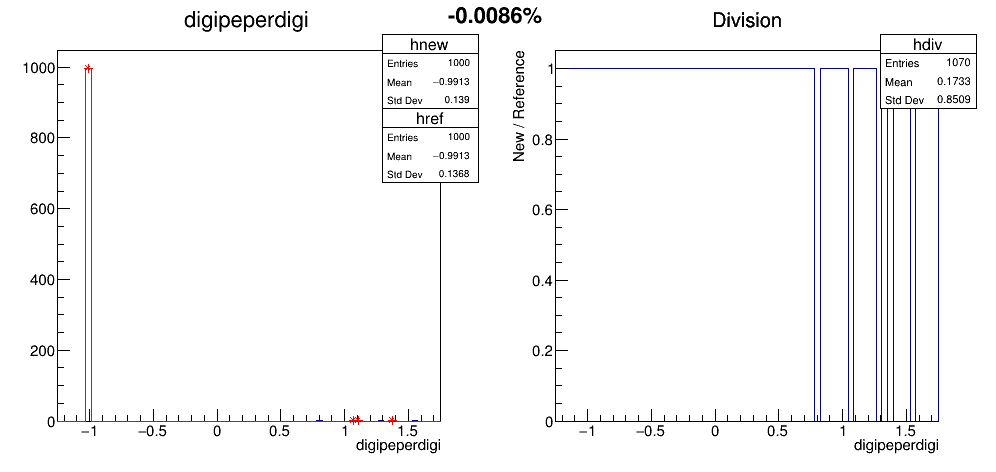 -0.0086%
digipeperdigi
hnew
Entries 1000
Mean −0.9913
Std Dev 0.139
href
Entries 1000
Mean −0.9913
Std Dev 0.1368
1000
800
600
400
200
0
−1 −0.5 0 0.5 1 1.5
digipeperdigi
Division
hdiv
Entries 1070
Mean 0.1733
Std Dev 0.8509
New / Reference
1
0.8
0.6
0.4
0.2
0
−1 −0.5 0 0.5 1 1.5
digipeperdigi